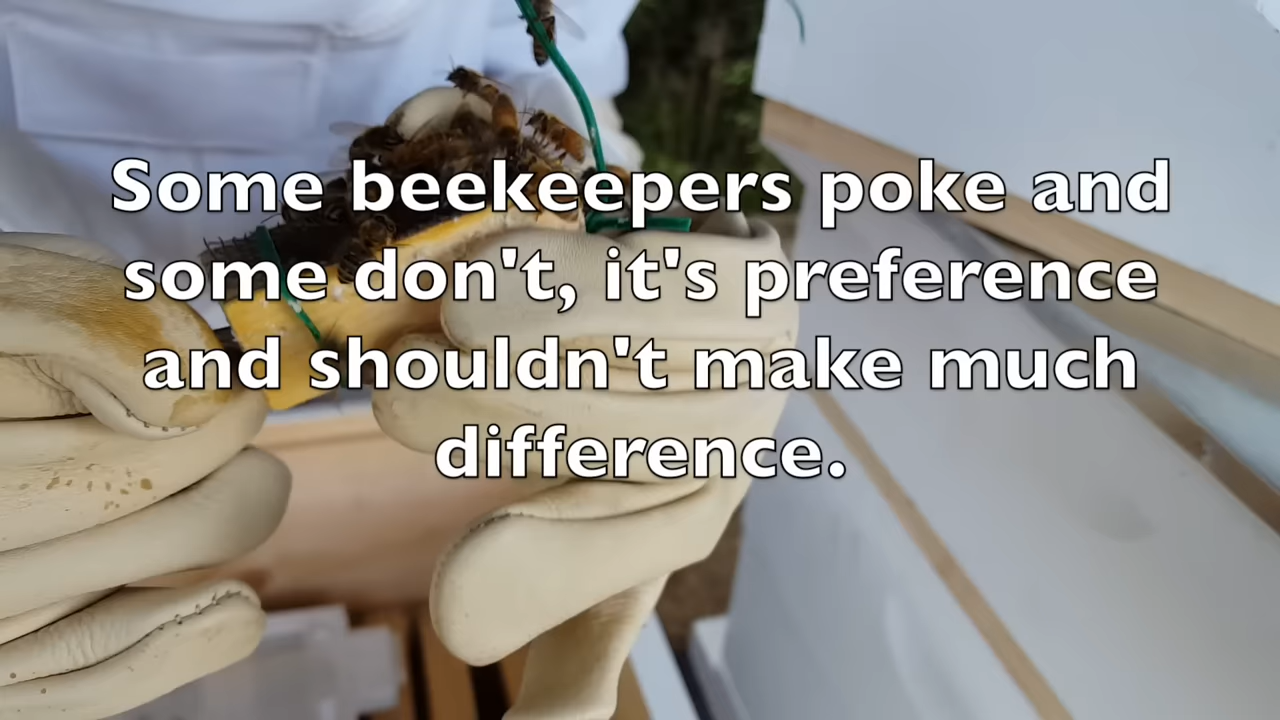 Some beekeepers poke and
some don't, it's preference
and shouldn't make much
difference.